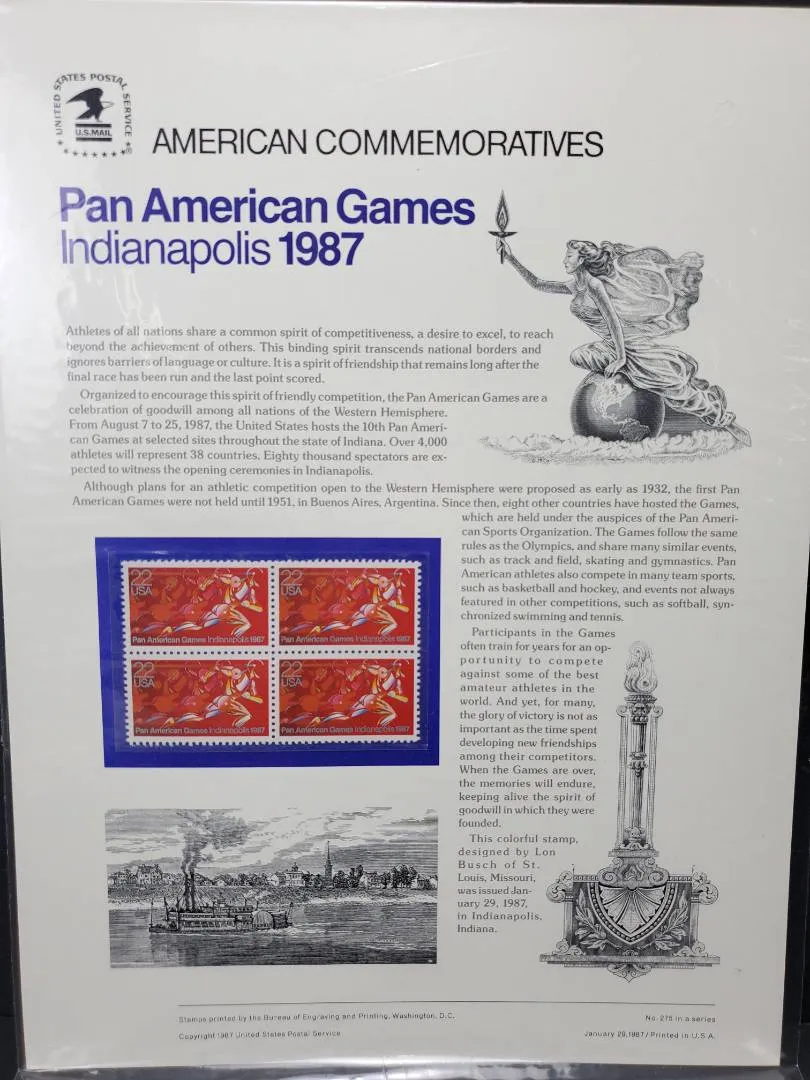 UNITED STATES POSTAL SERVICE
U.S.MAIL
AMERICAN COMMEMORATIVES
Pan American Games
Indianapolis 1987
Athletes of all nations share a common spirit of competitiveness, a desire to excel, to reach
beyond the achievement of others. This binding spirit transcends national borders and
ignores barriers of language or culture. It is a spirit of friendship that remains long after the
final race has been run and the last point scored.
Organized to encourage this spirit of friendly competition, the Pan American Games are a
celebration of goodwill among all nations of the Western Hemisphere.
From August 7 to 25, 1987, the United States hosts the 10th Pan Ameri-
can Games at selected sites throughout the state of Indiana. Over 4,000
athletes will represent 38 countries. Eighty thousand spectators are ex-
pected to witness the opening ceremonies in Indianapolis.
Although plans for an athletic competition open to the Western Hemisphere were proposed as early as 1932, the first Pan
American Games were not held until 1951, in Buenos Aires, Argentina. Since then, eight other countries have hosted the Games,
which are held under the auspices of the Pan Ameri-
can Sports Organization. The Games follow the same
rules as the Olympics, and share many similar events,
such as track and field, skating and gymnastics. Pan
American athletes also compete in many team sports,
such as basketball and hockey, and events not always
featured in other competitions, such as softball, syn-
chronized swimming and tennis.
Participants in the Games
often train for years for an op-
portunity to compete
against some of the best
amateur athletes in the
world. And yet, for many,
the glory of victory is not as
important as the time spent
developing new friendships
among their competitors.
When the Games are over,
the memories will endure,
keeping alive the spirit of
goodwill in which they were
founded.
This colorful stamp,
designed by Lon
Busch of St.
Louis, Missouri,
was issued Jan-
uary 29, 1987,
in Indianapolis,
Indiana.
22
USA
Pan American Games Indianapolis 1987
22
USA
Pan American Games Indianapolis 1987
22
USA
Pan American Games Indianapolis 1987
22
USA
Pan American Games Indianapolis 1987
Stamps printed by the Bureau of Engraving and Printing, Washington, D.C.
No. 275 in a series
Copyright 1987 United States Postal Service
January 29, 1987/Printed in U.S.A.